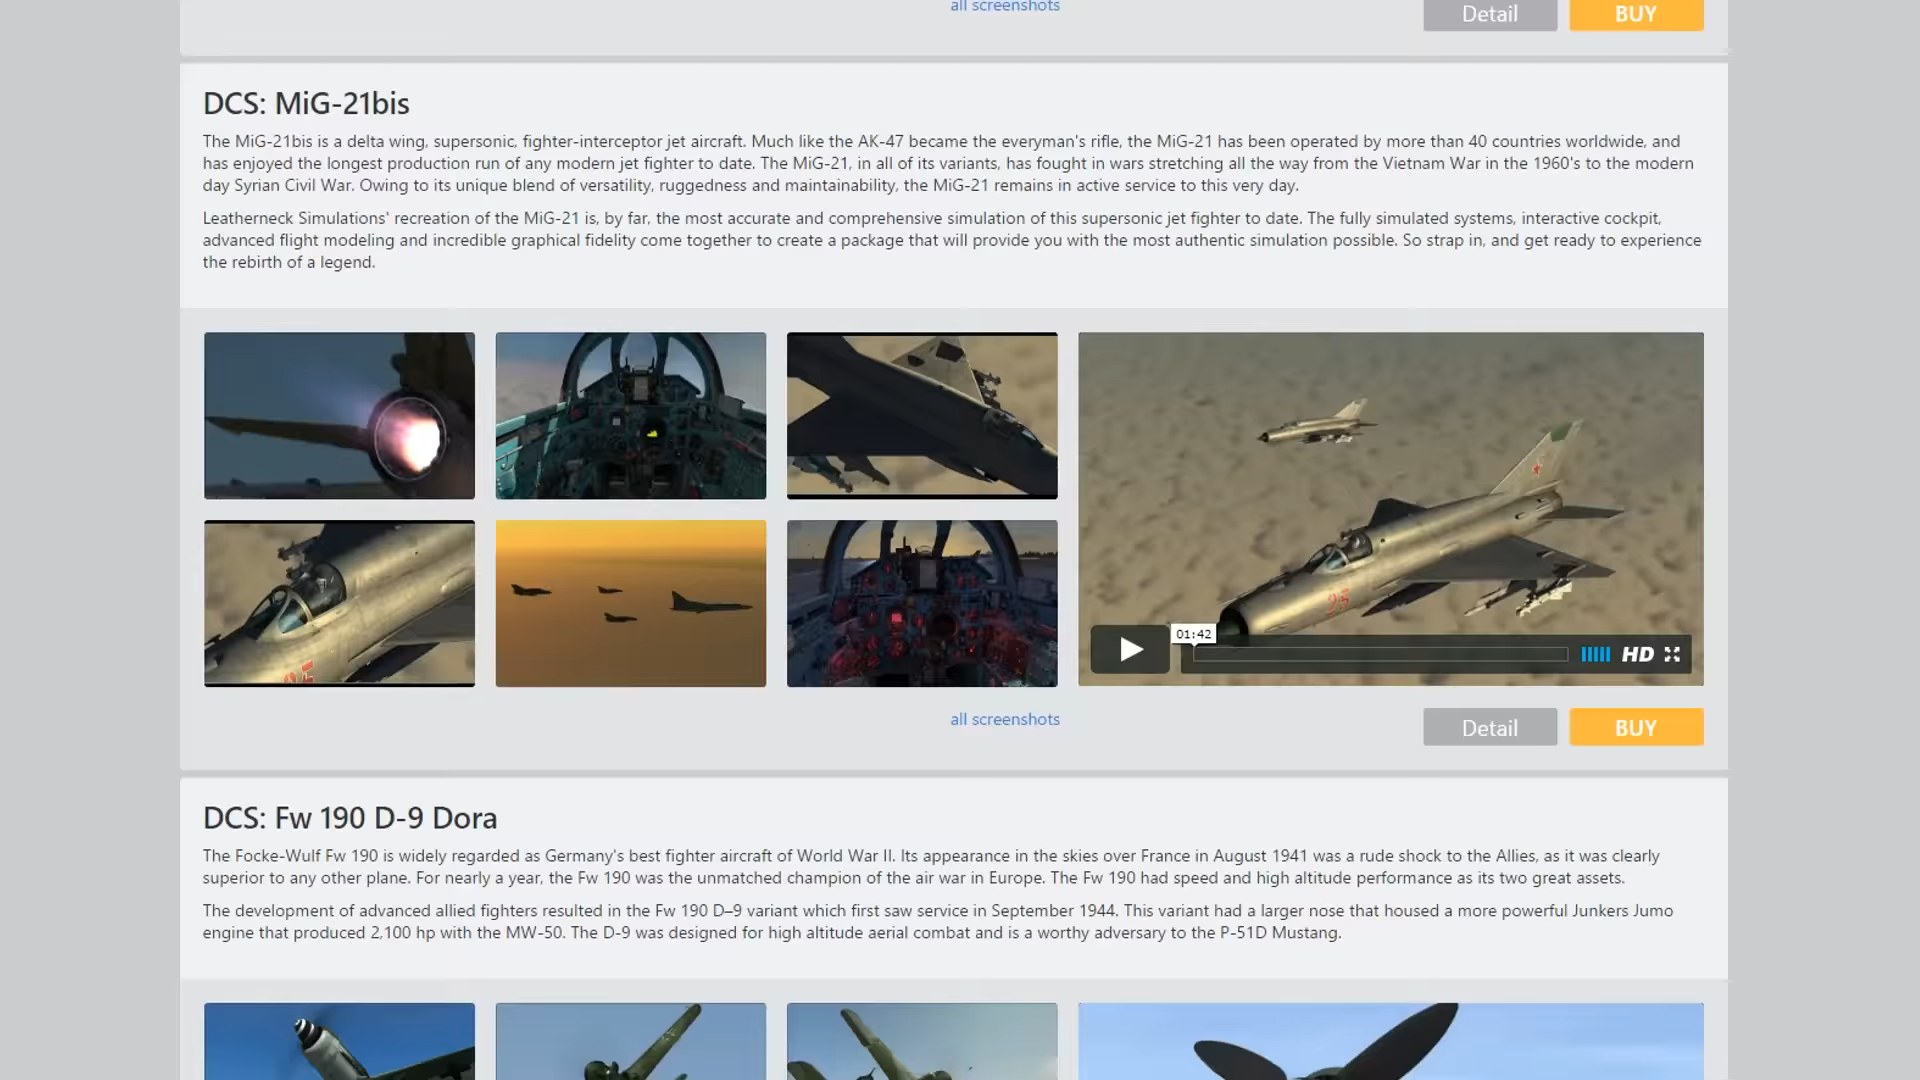 all screenshots
Detail
BUY
DCS: MiG-21bis
The MiG-21bis is a delta wing, supersonic, fighter-interceptor jet aircraft. Much like the AK-47 became the everyman's rifle, the MiG-21 has been operated by more than 40 countries worldwide, and
has enjoyed the longest production run of any modern jet fighter to date. The MiG-21, in all of its variants, has fought in wars stretching all the way from the Vietnam War in the 1960's to the modern
day Syrian Civil War. Owing to its unique blend of versatility, ruggedness and maintainability, the MiG-21 remains in active service to this very day.
Leatherneck Simulations' recreation of the MiG-21 is, by far, the most accurate and comprehensive simulation of this supersonic jet fighter to date. The fully simulated systems, interactive cockpit,
advanced flight modeling and incredible graphical fidelity come together to create a package that will provide you with the most authentic simulation possible. So strap in, and get ready to experience
the rebirth of a legend.
25
01:42
HD
all screenshots
Detail
BUY
DCS: Fw 190 D-9 Dora
The Focke-Wulf Fw 190 is widely regarded as Germany's best fighter aircraft of World War II. Its appearance in the skies over France in August 1941 was a rude shock to the Allies, as it was clearly
superior to any other plane. For nearly a year, the Fw 190 was the unmatched champion of the air war in Europe. The Fw 190 had speed and high altitude performance as its two great assets.
The development of advanced allied fighters resulted in the Fw 190 D–9 variant which first saw service in September 1944. This variant had a larger nose that housed a more powerful Junkers Jumo
engine that produced 2,100 hp with the MW-50. The D-9 was designed for high altitude aerial combat and is a worthy adversary to the P-51D Mustang.